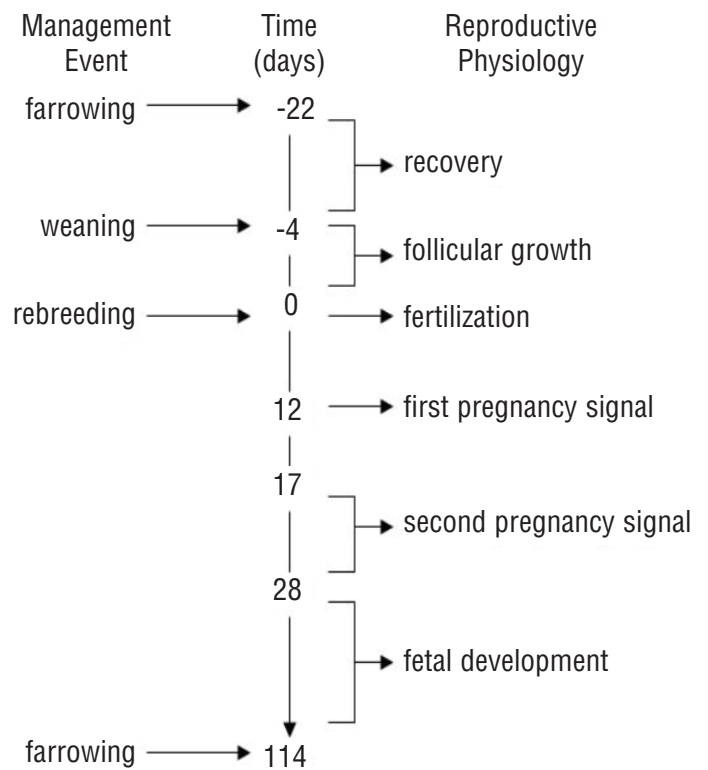 Management Time Reproductive
Event (days) Physiology
farrowing -22
recovery
weaning -4
follicular growth
rebreeding 0 fertilization
12 first pregnancy signal
17
second pregnancy signal
28
fetal development
farrowing 114